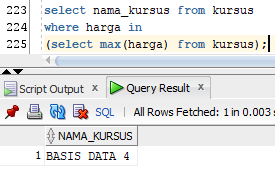 223 select nama_kursus from kursus
224 where harga in
225 (select max(harga) from kursus);
Script Output x Query Result x
SQL | All Rows Fetched: 1 in 0.003 s
NAMA_KURSUS
1 BASIS DATA 4